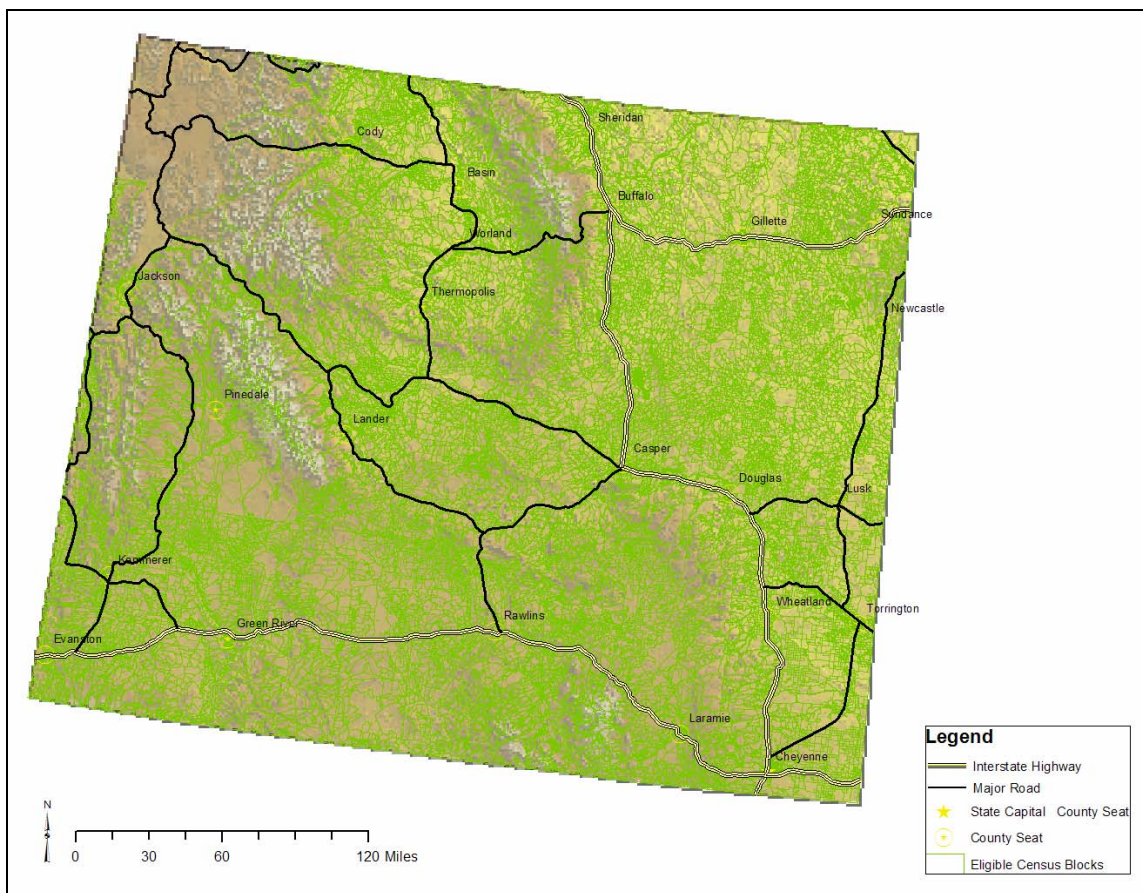 Sheridan
Cody
Basin
Buffalo
Gillette
Sundance
Worland
Jackson
Thermopolis
Newcastle
Pinedale
Lander
Casper
Douglas
Lusk
Kemmerer
Wheatland
Torrington
Rawlins
Green River
Evanston
Laramie
Cheyenne
Legend
Interstate Highway
Major Road
State Capital County Seat
County Seat
Eligible Census Blocks
N
S
0 30 60 120 Miles